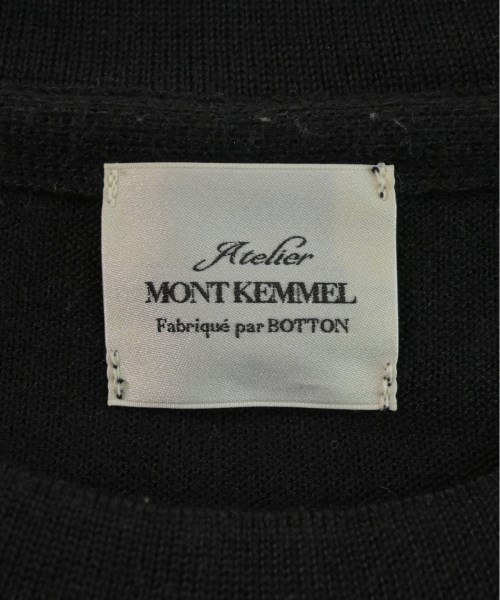 Atelier
MONT KEMMEL
Fabriqué par BOTTON